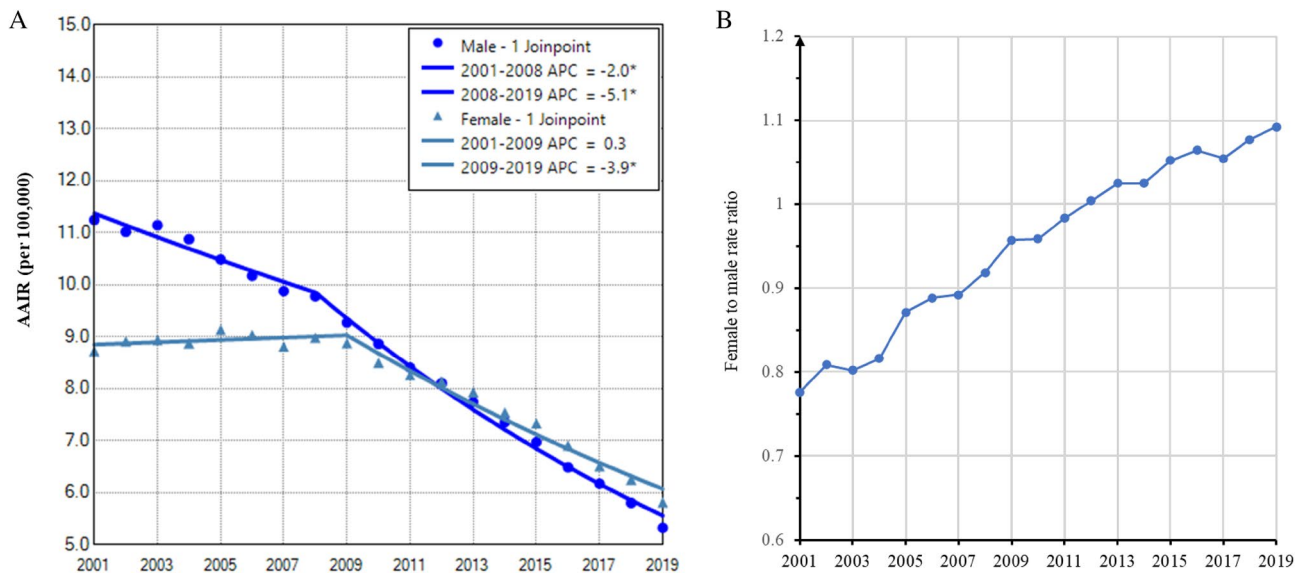 A
AAIR (per 100,000)
15.0
14.0
13.0
12.0
11.0
10.0
9.0
8.0
7.0
6.0
5.0
2001 2003 2005 2007 2009 2011 2013 2015 2017 2019
Male - 1 Joinpoint
2001-2008 APC = -2.0*
2008-2019 APC = -5.1*
Female - 1 Joinpoint
2001-2009 APC = 0.3
2009-2019 APC = -3.9*
B
Female to male rate ratio
1.2
1.1
1
0.9
0.8
0.7
0.6
2001 2003 2005 2007 2009 2011 2013 2015 2017 2019